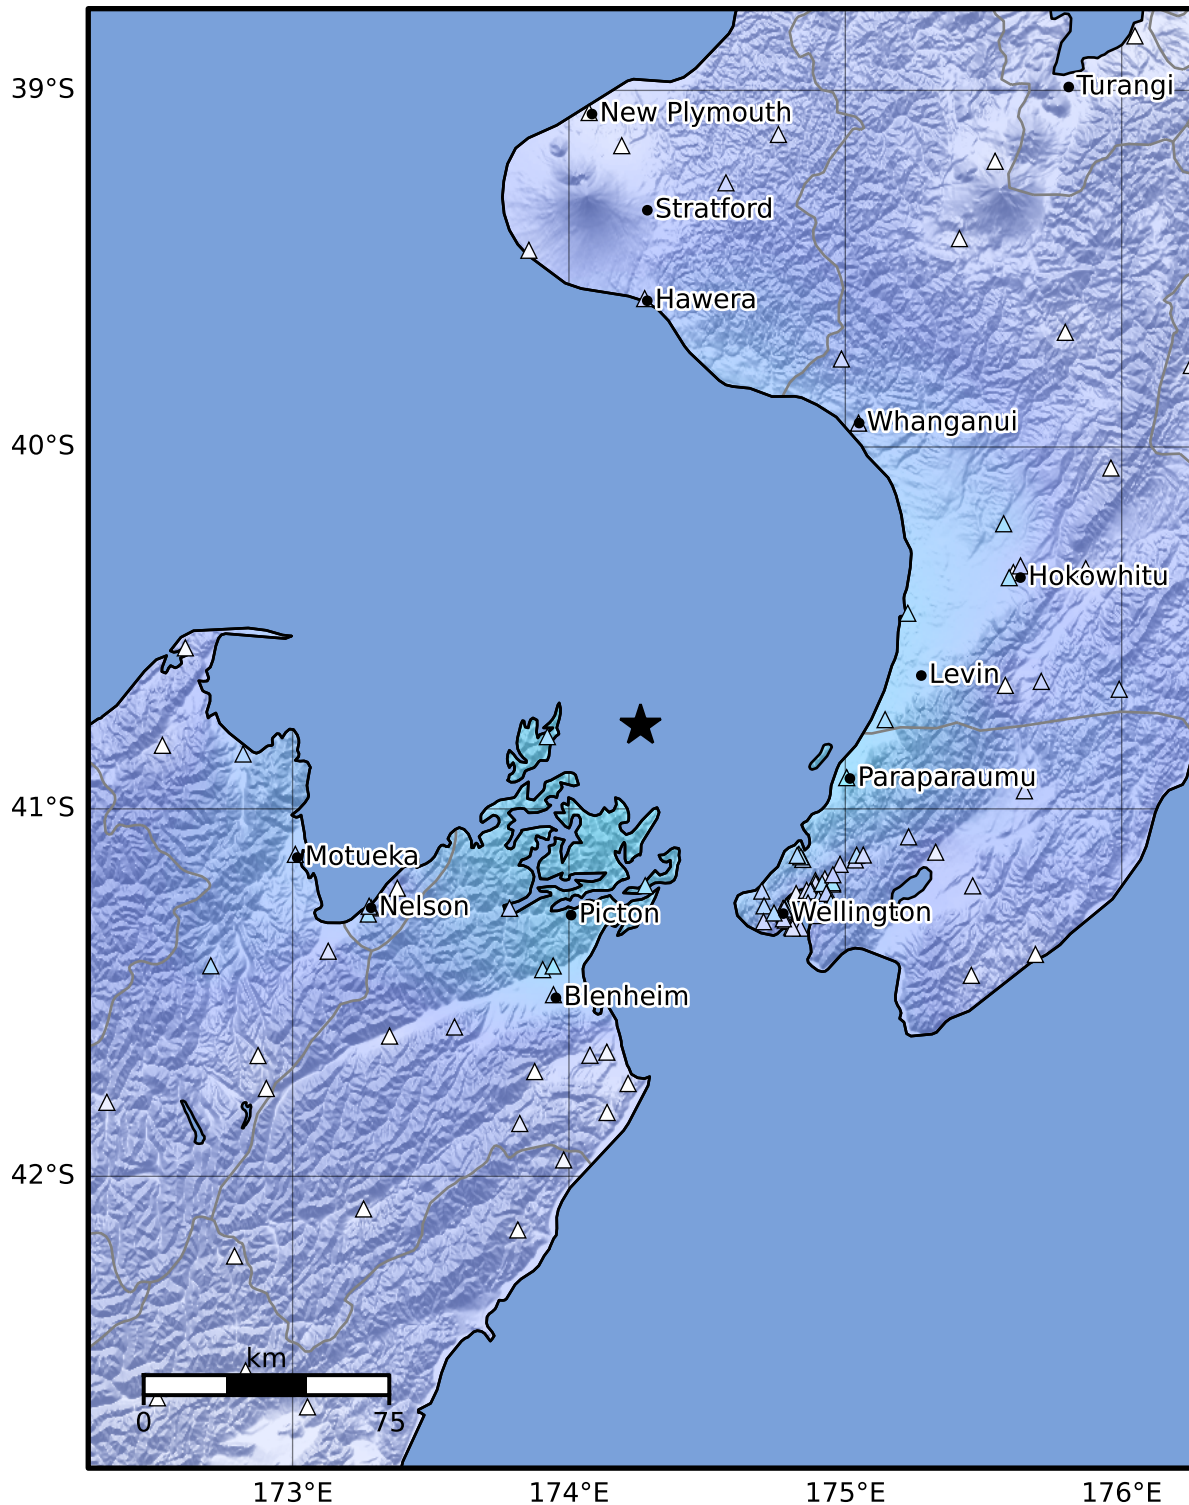 39°S
Turangi
New Plymouth
Stratford
Hawera
Whanganui
40°S
Hokowhitu
Levin
Paraparaumu
41°S
Motueka
Nelson
Picton
Wellington
Blenheim
42°S
km
0
75
173°E
174°E
175°E
176°E